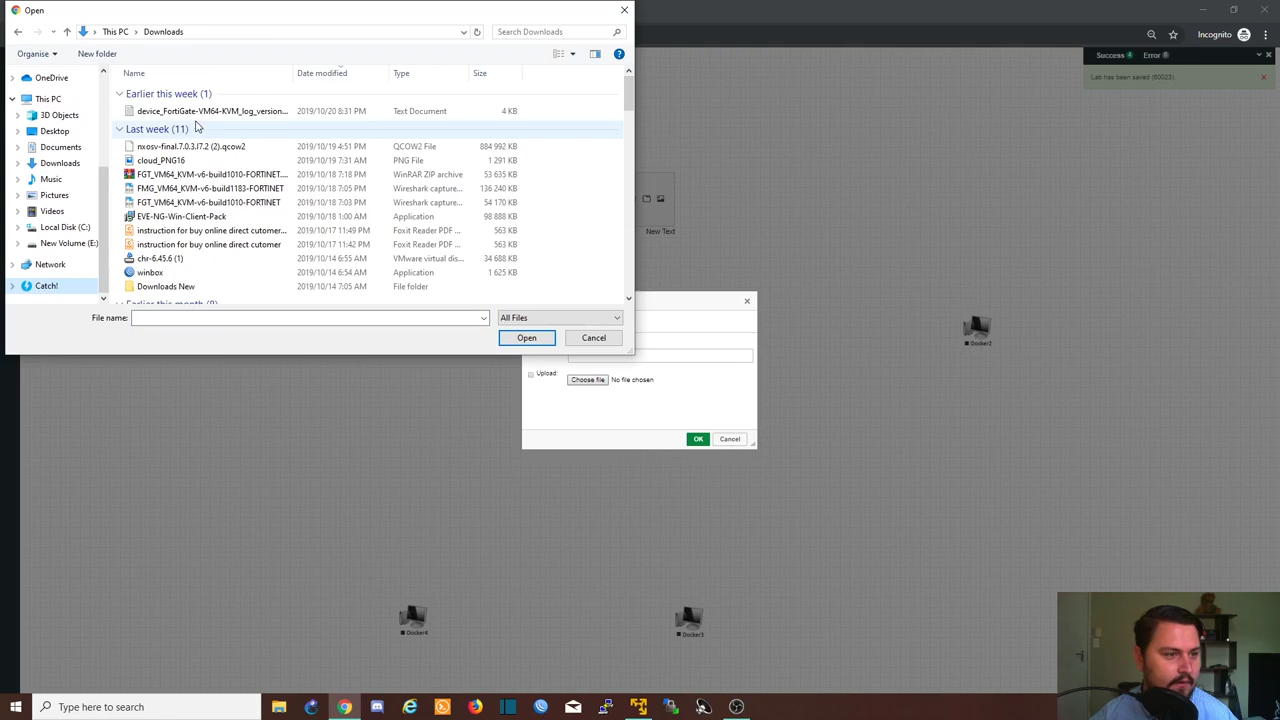 Open
This PC > Downloads
Search Downloads
Incognito
Organise
New folder
Success 4 Error 0
Lab has been saved (60023).
OneDrive
This PC
3D Objects
Desktop
Documents
Downloads
Music
Pictures
Videos
Local Disk (C:)
New Volume (E:)
Network
Catch!
Name Date modified Type Size
Earlier this week (1)
device_FortiGate-VM64-KVM_log_version... 2019/10/20 8:31 PM Text Document 4 KB
Last week (11)
nxosv-final.7.0.3.I7.2 (2).qcow2 2019/10/19 4:51 PM QCOW2 File 884 992 KB
cloud_PNG16 2019/10/19 PNG File 1 291 KB
FGT_VM64_KVM-v6-build1010-FORTINET.... 2019/10/18 7:18 PM WinRAR ZIP archive 53 635 KB
FMG_VM64_KVM-v6-build1183-FORTINET 2019/10/18 7:05 PM Wireshark capture... 136 240 KB
FGT_VM64_KVM-v6-build1010-FORTINET 2019/10/18 7:03 PM Wireshark capture... 54 170 KB
EVE-NG-Win-Client-Pack 2019/10/18 1:00 AM Application 98 888 KB
instruction for buy online direct cutomer... 2019/10/17 11:49 PM Foxit Reader PDF ... 563 KB
instruction for buy online direct cutomer 2019/10/17 11:42 PM Foxit Reader PDF ... 563 KB
chr-6.45.6 (1) 2019/10/14 6:55 AM VMware virtual dis... 34 688 KB
winbox 2019/10/14 6:54 AM Application 1 625 KB
Downloads New 2019/10/14 7:05 AM File folder
Earlier this month (8)
File name:
All Files
Open Cancel
New Text
Upload:
Choose file No file chosen
OK Cancel
Docker2
Docker4
Docker3
Type here to search